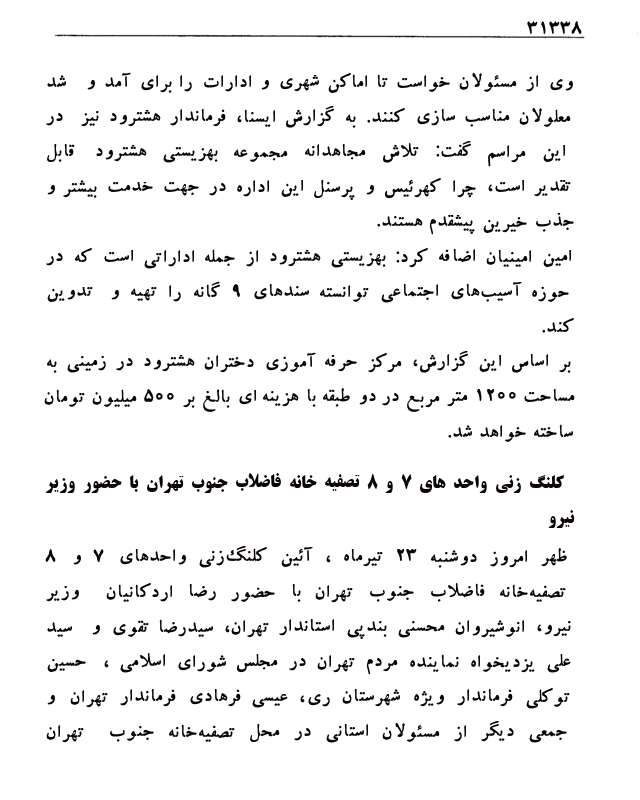 ۳۱۳۳۸
وی از مسئولان خواست تا اماکن شهری و ادارات را برای آمد و شد
معلولان مناسب سازی کنند. به گزارش ایسنا، فرماندار هشترود نیز در
این مراسم گفت: تلاش مجاهدانه مجموعه بهزیستی هشترود قابل
تقدیر است، چرا کهرئیس و پرسنل این اداره در جهت خدمت بیشتر و
جذب خیرین پیشقدم هستند.
امین امینیان اضافه کرد: بهزیستی هشترود از جمله اداراتی است که در
حوزه آسیب‌های اجتماعی توانسته سندهای ۹ گانه را تهیه و تدوین
کند.
بر اساس این گزارش، مرکز حرفه آموزی دختران هشترود در زمینی به
مساحت ۱۲۰۰ متر مربع در دو طبقه با هزینه ای بالغ بر ۵۰۰ میلیون تومان
ساخته خواهد شد.
کلنگ زنی واحد های ۷ و ۸ تصفیه خانه فاضلاب جنوب تهران با حضور وزیر
نیرو
ظهر امروز دوشنبه ۲۳ تیرماه ، آئین کلنگ‌زنی واحدهای ۷ و ۸
تصفیه‌خانه فاضلاب جنوب تهران با حضور رضا اردکانیان وزیر
نیرو، انوشیروان محسنی بندپی استاندار تهران، سیدرضا تقوی و سید
علی یزدیخواه نماینده مردم تهران در مجلس شورای اسلامی ، حسین
توکلی فرماندار ویژه شهرستان ری، عیسی فرهادی فرماندار تهران و
جمعی دیگر از مسئولان استانی در محل تصفیه‌خانه جنوب تهران